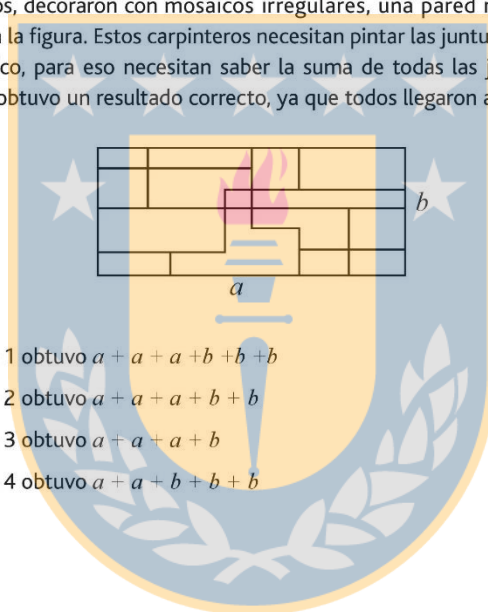 os, decoraron con mosaicos irregulares, una pared
la figura. Estos carpinteros necesitan pintar las juntu
co, para eso necesitan saber la suma de todas las
obtuvo un resultado correcto, ya que todos llegaron a
b
a
1 obtuvo a + a + a +b +b +b
2 obtuvo a + a + a + b + b
3 obtuvo a + a + a + b
4 obtuvo a + a + b + b + b